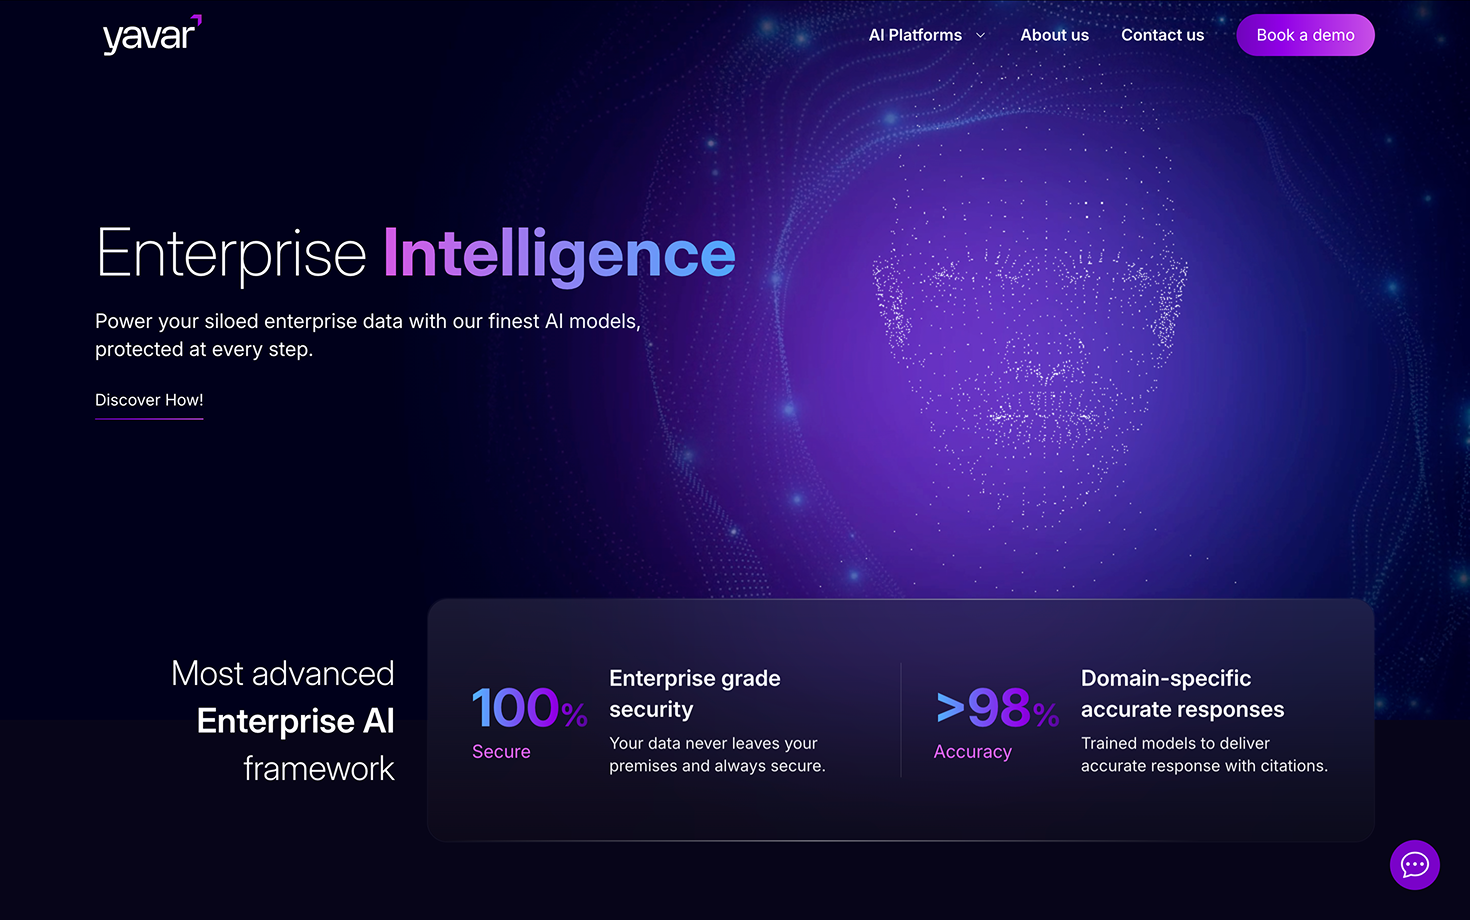 yavar
AI Platforms
About us
Contact us
Book a demo
Enterprise Intelligence
Power your siloed enterprise data with our finest AI models,
protected at every step.
Discover How!
Most advanced
Enterprise AI
framework
100%
Secure
Enterprise grade
security
Your data never leaves your
premises and always secure.
>98%
Accuracy
Domain-specific
accurate responses
Trained models to deliver
accurate response with citations.